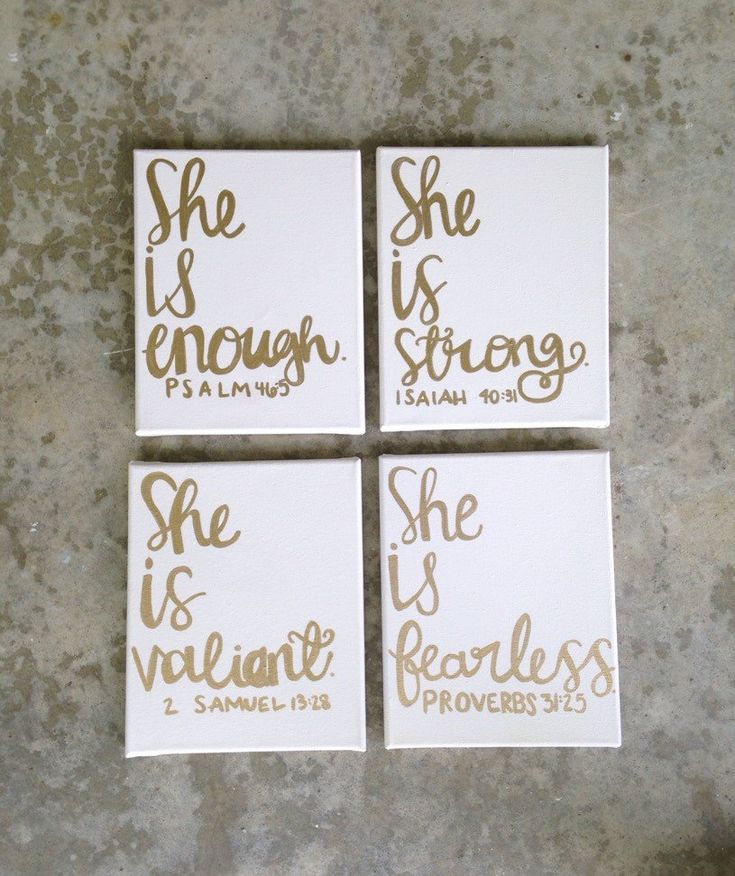 She
is
enough.
PSALM 46:5
She
is
strong.
ISAIAH 40:31
She
is
valiant.
2 SAMUEL 13:28
She
is
fearless.
PROVERBS 31:25